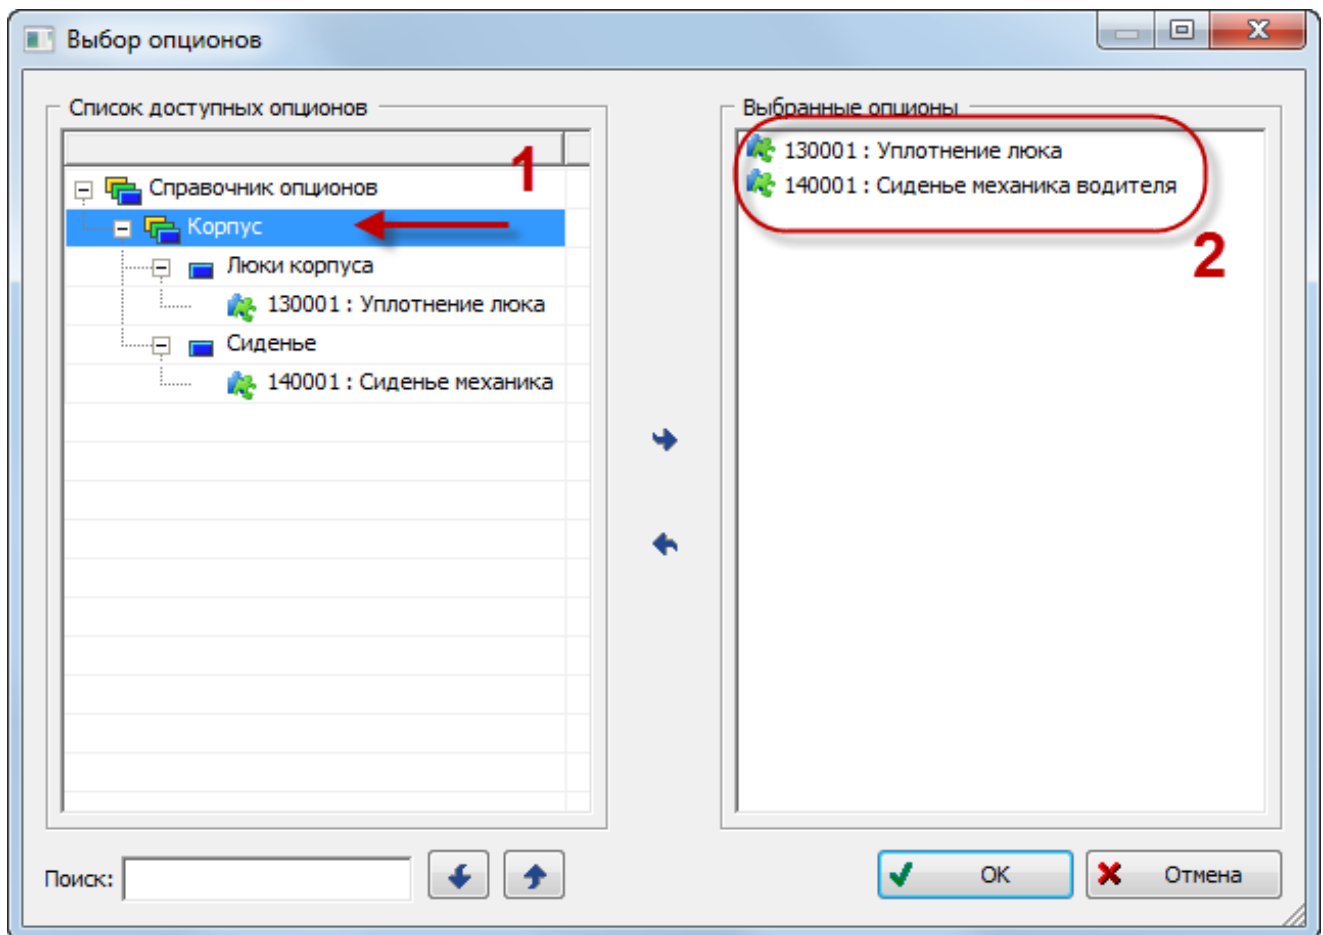 Выбор опционов
Список доступных опционов
1
Справочник опционов
Корпус
Люки корпуса
130001 : Уплотнение люка
Сиденье
140001 : Сиденье механика
Выбранные опционы
130001 : Уплотнение люка
140001 : Сиденье механика водителя
2
Поиск:
OK
Отмена